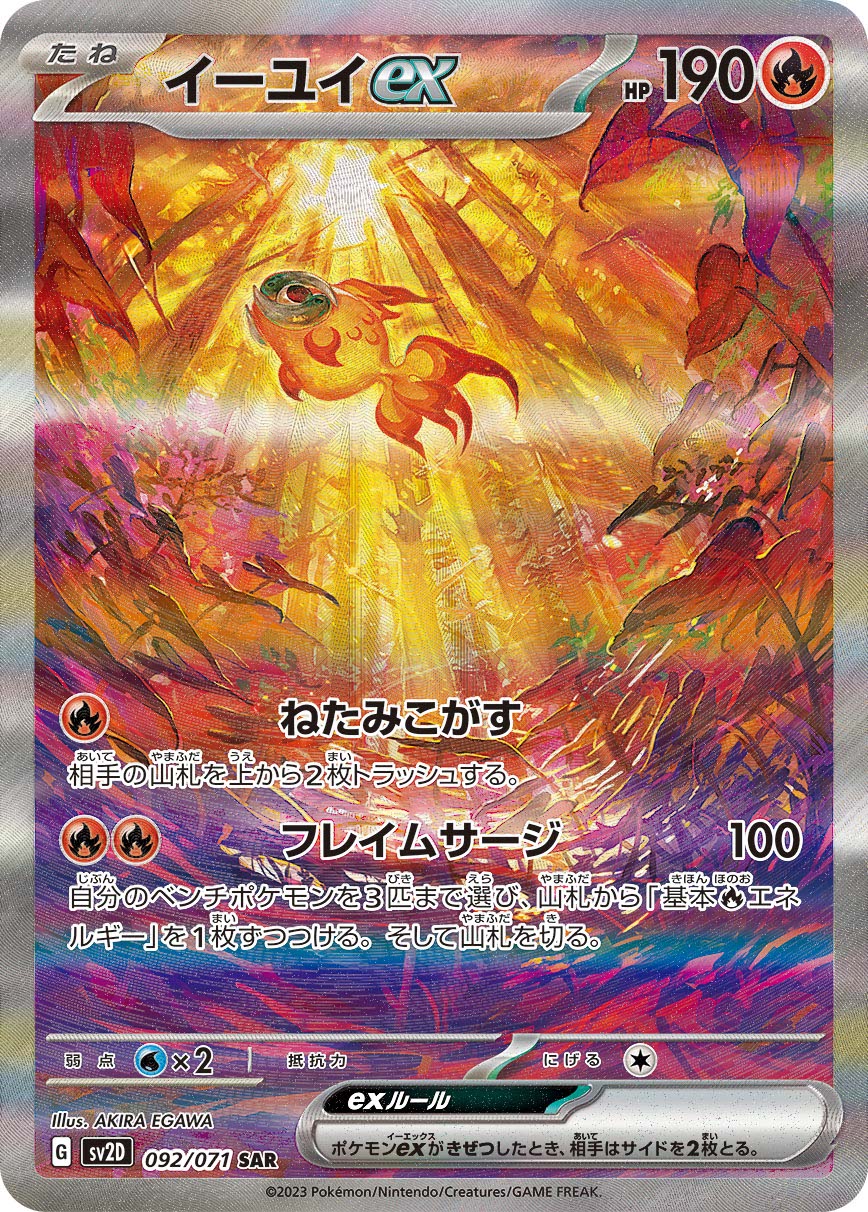 たね イーユイex HP 190
ねたみこがす
相手の山札を上から2枚トラッシュする。
フレイムサージ 100
自分のベンチポケモンを3匹まで選び、山札から「基本エネ
ルギー」を1枚ずつつける。そして山札を切る。
弱点 ×2 抵抗力 にげる
exルール
ポケモンexがきぜつしたとき、相手はサイドを2枚とる。
Illus. AKIRA EGAWA
G sv2D 092/071 SAR
©2023 Pokémon/Nintendo/Creatures/GAME FREAK.